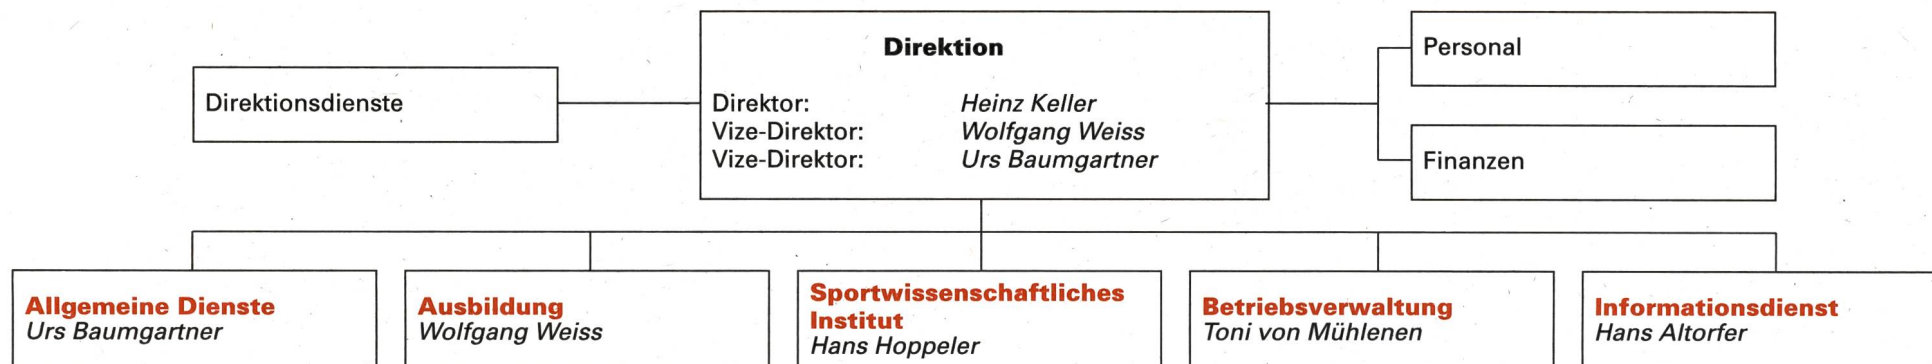 Direktion
Direktionsdienste
Direktor: Heinz Keller
Vize-Direktor: Wolfgang Weiss
Vize-Direktor: Urs Baumgartner
Personal
Finanzen
Allgemeine Dienste
Urs Baumgartner
Ausbildung
Wolfgang Weiss
Sportwissenschaftliches
Institut
Hans Hoppeler
Betriebsverwaltung
Toni von Mühlenen
Informationsdienst
Hans Altorfer